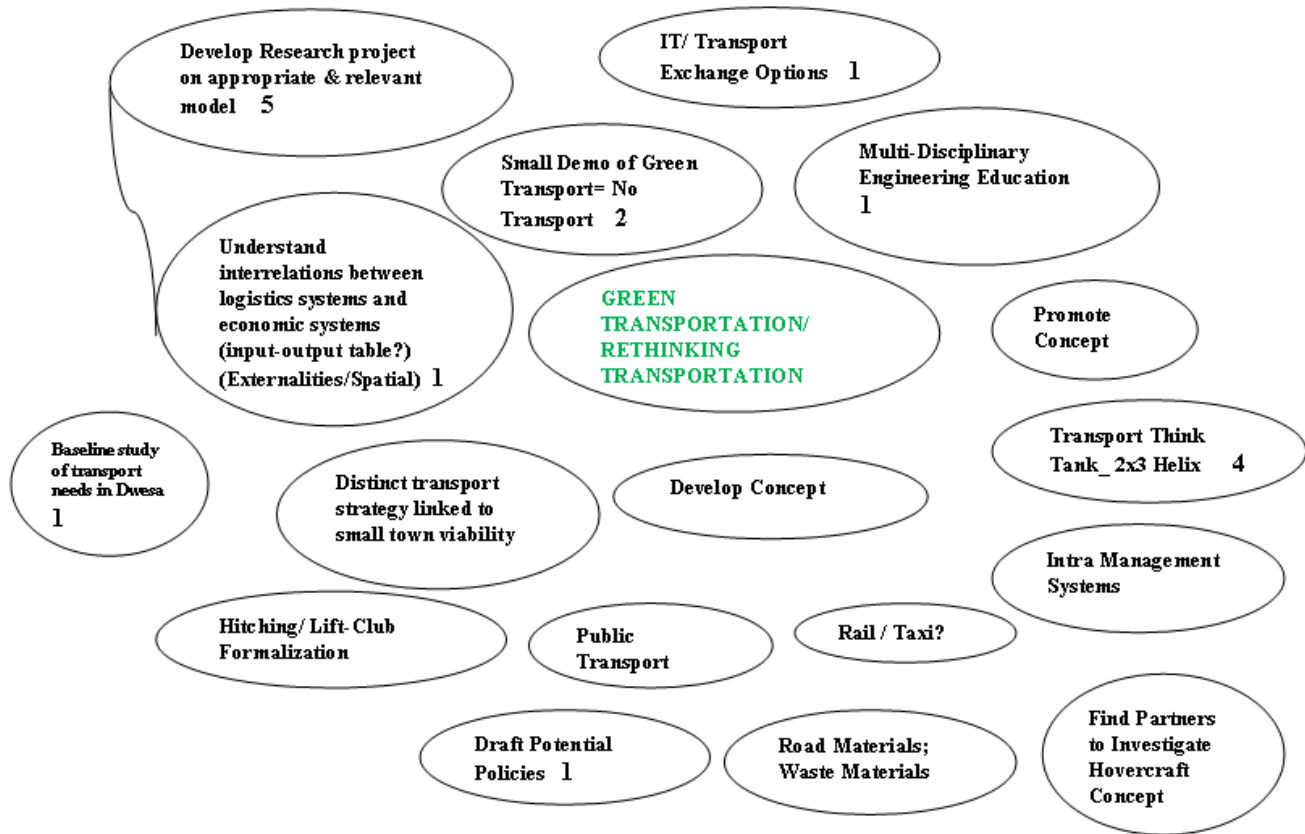 Develop Research project
on appropriate & relevant
model 5
IT/ Transport
Exchange Options 1
Small Demo of Green
Transport= No
Transport 2
Multi-Disciplinary
Engineering Education
1
Understand
interrelations between
logistics systems and
economic systems
(input-output table?)
(Externalities/Spatial) 1
GREEN
TRANSPORTATION/
RETHINKING
TRANSPORTATION
Promote
Concept
Baseline study
of transport
needs in Dwesa
1
Distinct transport
strategy linked to
small town viability
Develop Concept
Transport Think
Tank_ 2x3 Helix 4
Intra Management
Systems
Hitching/ Lift-Club
Formalization
Public
Transport
Rail / Taxi?
Draft Potential
Policies 1
Road Materials;
Waste Materials
Find Partners
to Investigate
Hovercraft
Concept